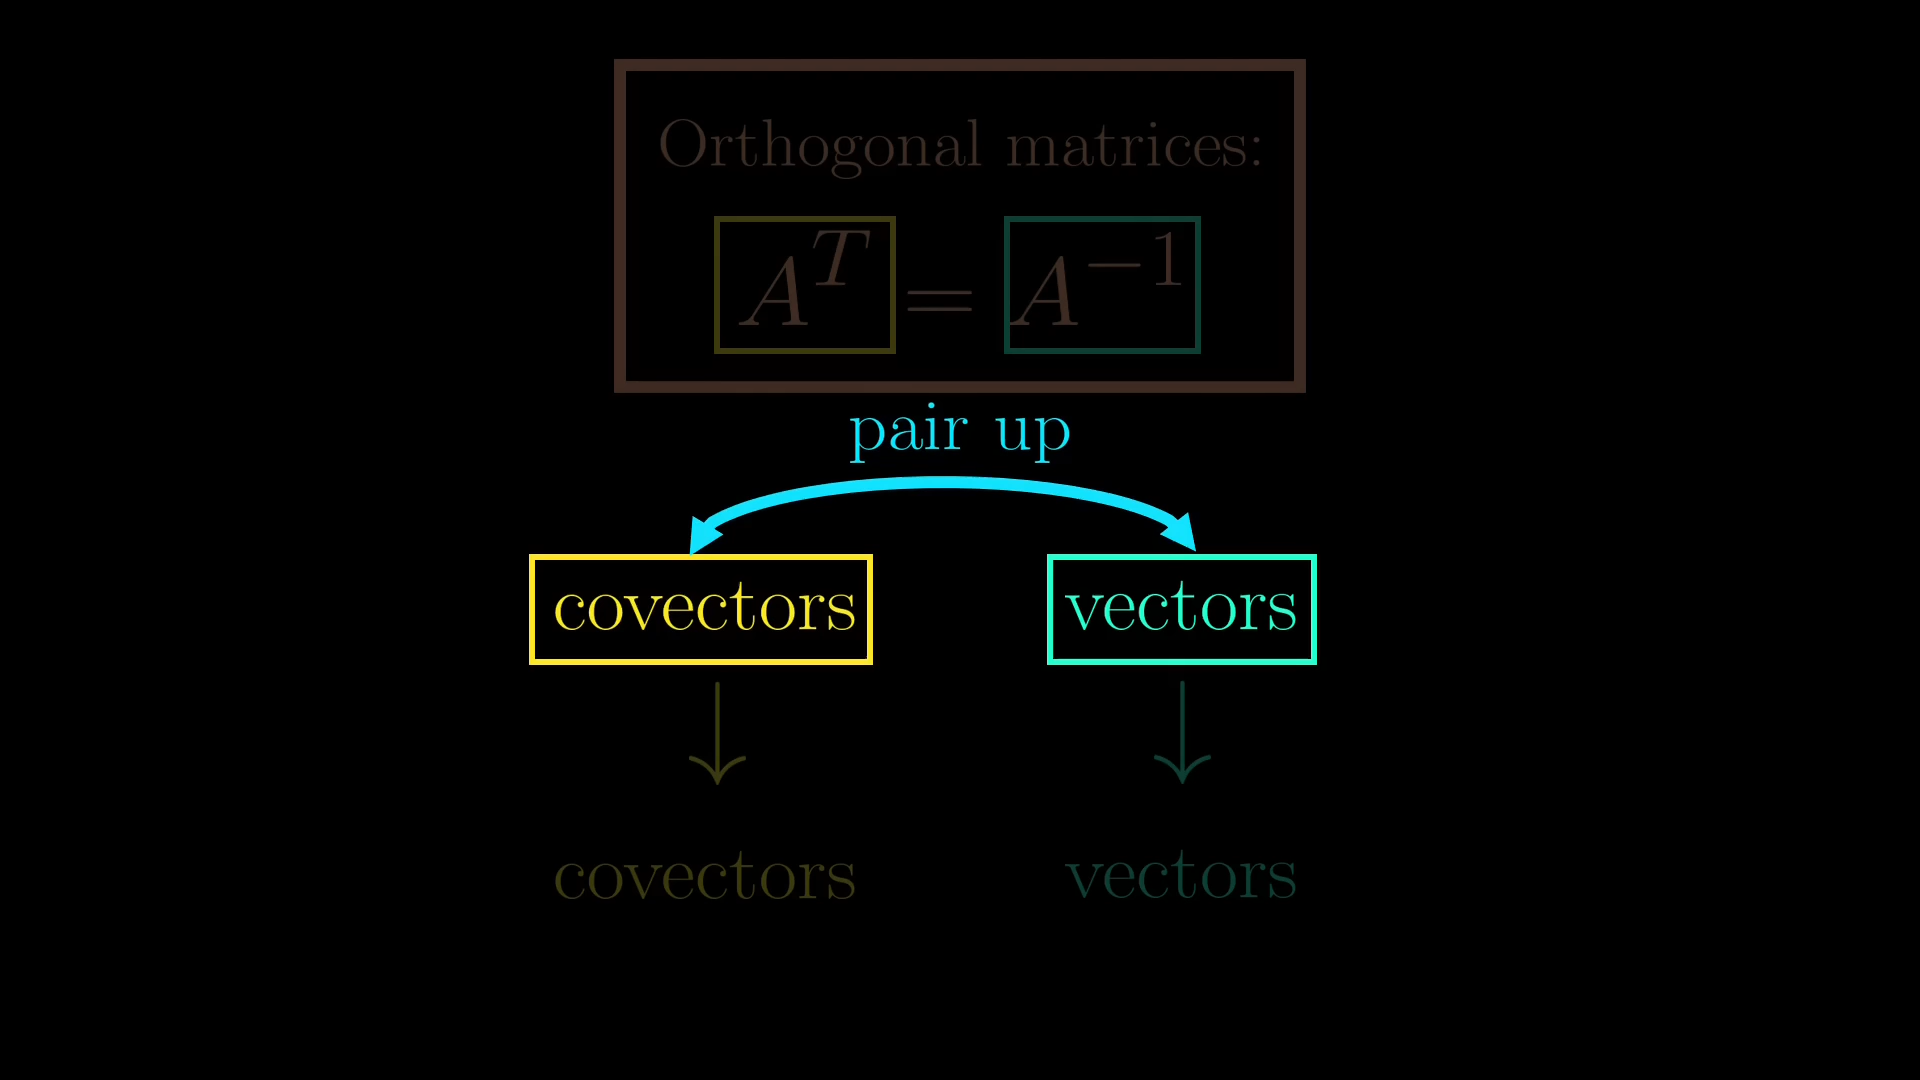 Orthogonal matrices:
A^T = A^{-1}
pair up
covectors vectors
covectors vectors